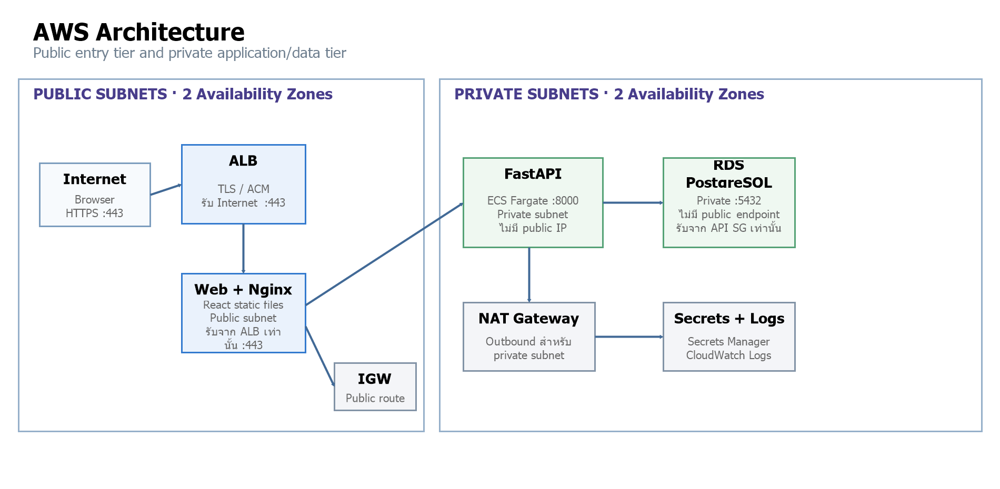 AWS Architecture
Public entry tier and private application/data tier
PUBLIC SUBNETS · 2 Availability Zones
Internet
Browser
HTTPS :443
ALB
TLS / ACM
รับ Internet :443
Web + Nginx
React static files
Public subnet
รับจาก ALB เท่า
นั้น :443
IGW
Public route
PRIVATE SUBNETS · 2 Availability Zones
FastAPI
ECS Fargate :8000
Private subnet
ไม่มี public IP
RDS
PostgreSQL
Private :5432
ไม่มี public endpoint
รับจาก API SG เท่านั้น
NAT Gateway
Outbound สำหรับ
private subnet
Secrets + Logs
Secrets Manager
CloudWatch Logs